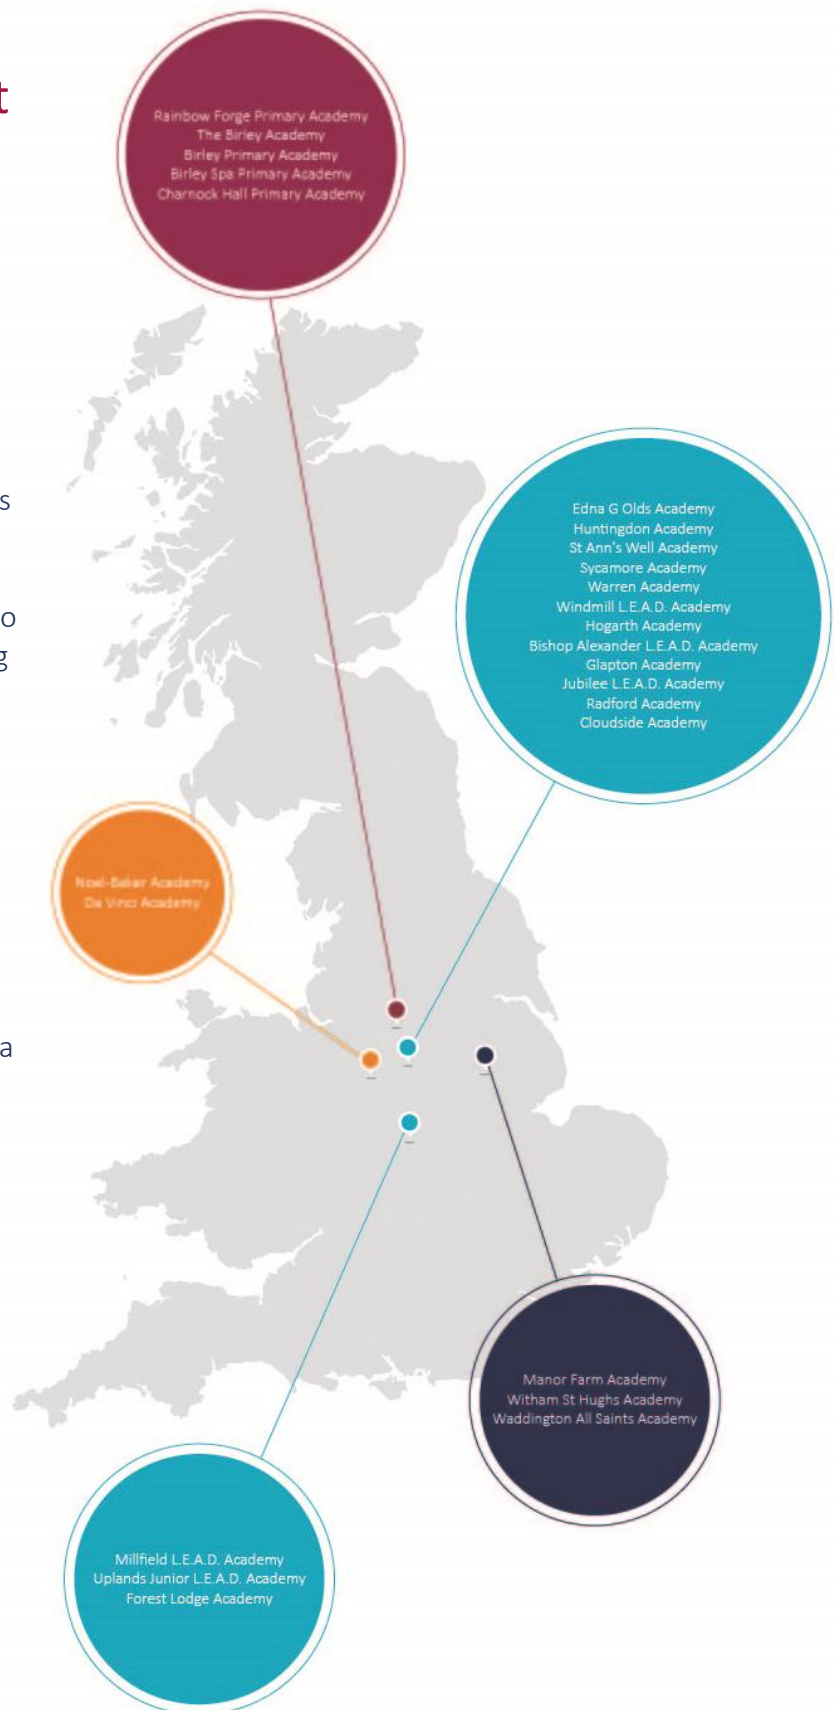 t
Rainbow Forge Primary Academy
The Birley Academy
Birley Primary Academy
Birley Spa Primary Academy
Charnock Hall Primary Academy
s
o
g
Edna G Olds Academy
Huntingdon Academy
St Ann's Well Academy
Sycamore Academy
Warren Academy
Windmill L.E.A.D. Academy
Hogarth Academy
Bishop Alexander L.E.A.D. Academy
Glapton Academy
Jubilee L.E.A.D. Academy
Radford Academy
Cloudside Academy
Noel-Baker Academy
Da Vinci Academy
a
Manor Farm Academy
Witham St Hughs Academy
Waddington All Saints Academy
Millfield L.E.A.D. Academy
Uplands Junior L.E.A.D. Academy
Forest Lodge Academy